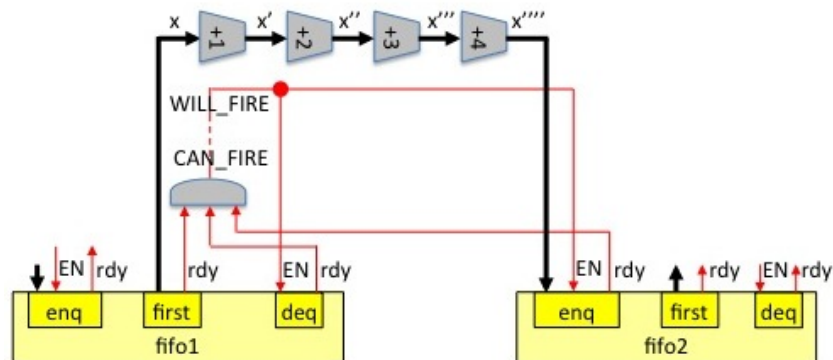 x +1 x' +2 x'' +3 x''' +4 x''''
WILL_FIRE
CAN_FIRE
EN rdy rdy EN rdy EN rdy rdy EN rdy
enq first deq enq first deq
fifo1 fifo2